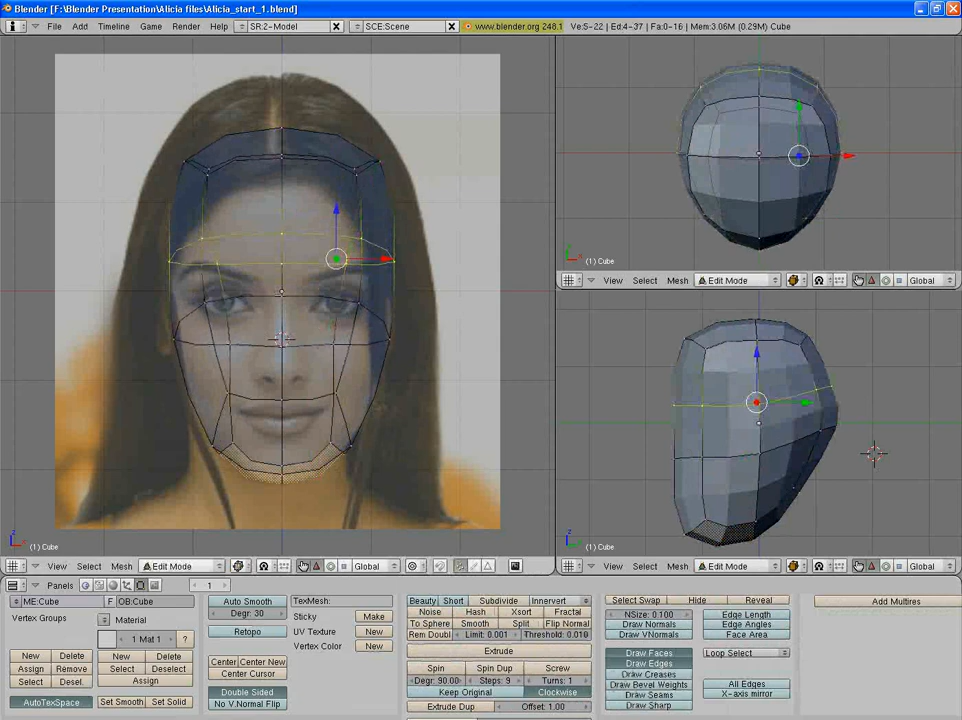 Blender [F:\Blender Presentation\Alicia files\Alicia_start_1.blend]
File Add Timeline Game Render Help SR:2-Model SCE:Scene www.blender.org 248.1 Ve:5-22 | Ed:4-37 | Fa:0-16 | Mem:3.06M (0.29M) Cube
(1) Cube
View Select Mesh Edit Mode Global
(1) Cube
View Select Mesh Edit Mode Global
(1) Cube
View Select Mesh Edit Mode Global
Panels 1
ME:Cube F OB:Cube
Vertex Groups
Material
1 Mat 1 ?
New Delete New Delete
Assign Remove Select Deselect
Select Desel. Assign
AutoTexSpace Set Smooth Set Solid
Auto Smooth
Degr: 30
Retopo
Center Center New
Center Cursor
Double Sided
No V.Normal Flip
TexMesh:
Sticky Make
UV Texture New
Vertex Color New
Beauty Short Subdivide Innervert
Noise Hash Xsort Fractal
To Sphere Smooth Split Flip Normal
Rem Doubl Limit: 0.001 Threshold: 0.010
Extrude
Spin Spin Dup Screw
Degr: 90.00 Steps: 9 Turns: 1
Keep Original Clockwise
Extrude Dup Offset: 1.00
Select Swap Hide Reveal
NSize: 0.100
Draw Normals
Draw VNormals
Draw Faces
Draw Edges
Draw Creases
Draw Bevel Weights
Draw Seams
Draw Sharp
Edge Length
Edge Angles
Face Area
Loop Select
All Edges
X-axis mirror
Add Multires